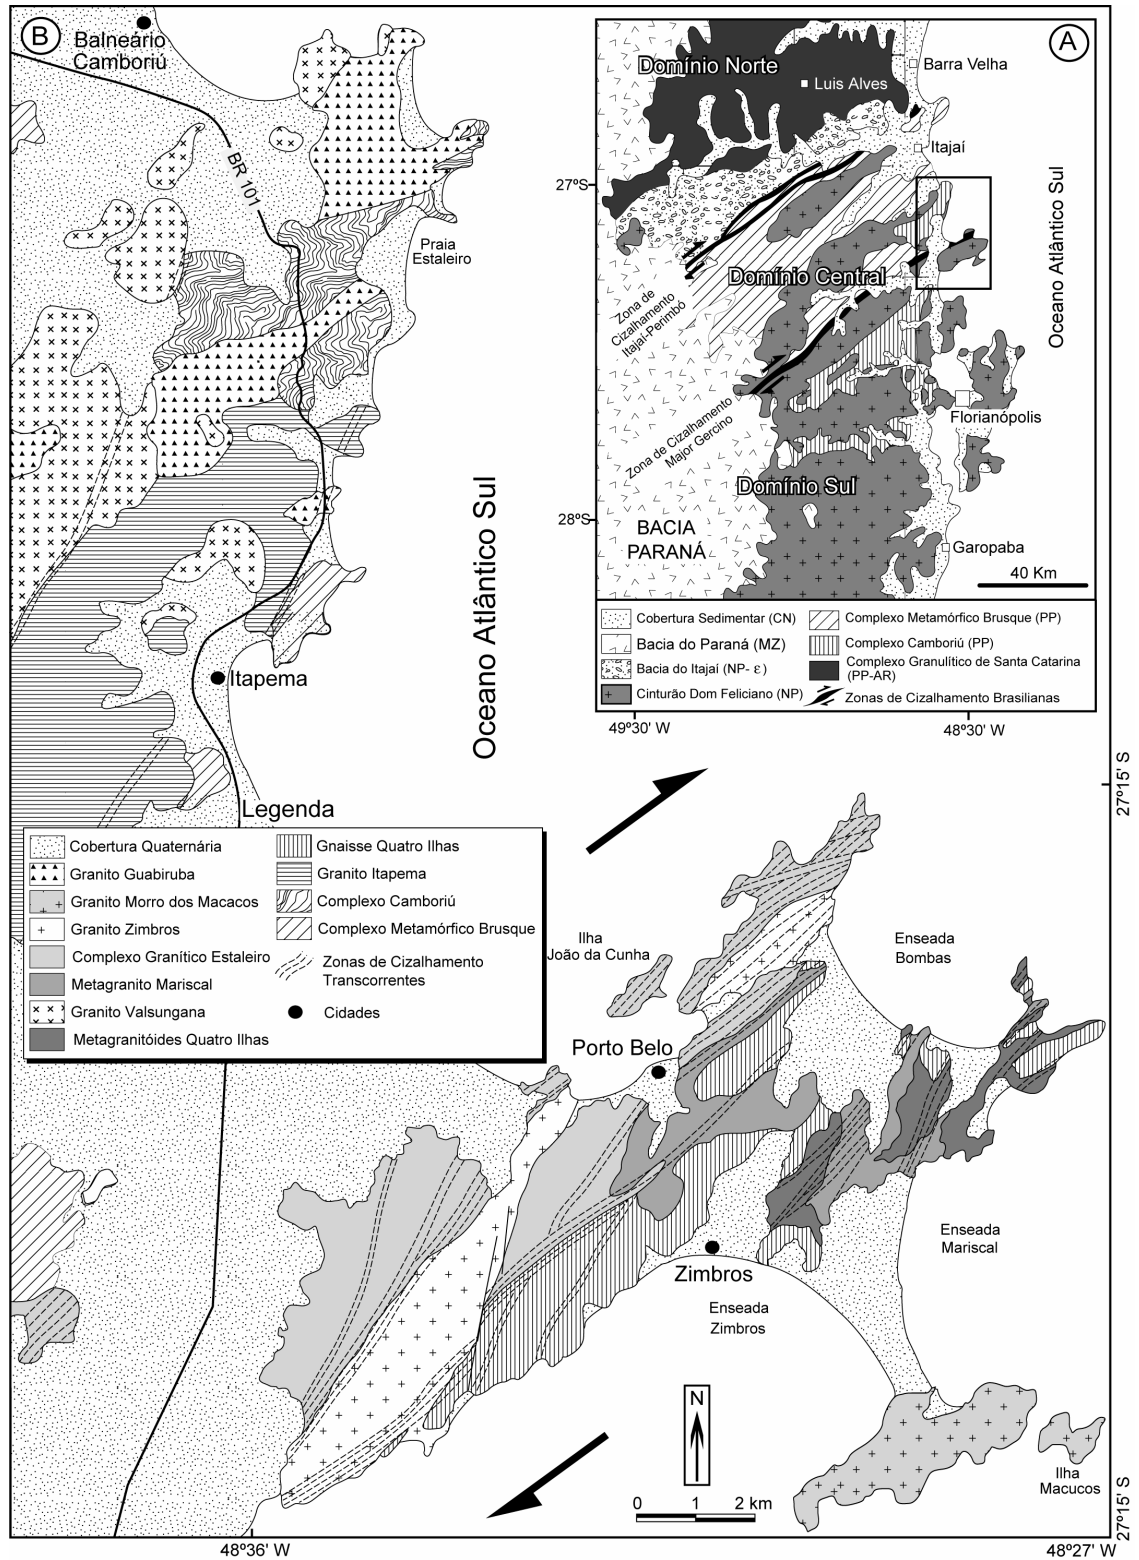 B
Balneário
Camboriú
BR 101
Praia
Estaleiro
Itapema
Oceano Atlântico Sul
A
Domínio Norte
Luis Alves
Barra Velha
Itajaí
27ºS
Domínio Central
Zona de
Cizalhamento
Itajaí-Perimbó
Oceano Atlântico Sul
Florianópolis
Zona de Cizalhamento
Major Gercino
Domínio Sul
28ºS
BACIA
PARANÁ
Garopaba
40 Km
Cobertura Sedimentar (CN)
Bacia do Paraná (MZ)
Bacia do Itajaí (NP- ε)
Cinturão Dom Feliciano (NP)
Complexo Metamórfico Brusque (PP)
Complexo Camboriú (PP)
Complexo Granulítico de Santa Catarina
(PP-AR)
Zonas de Cizalhamento Brasilianas
49º30' W
48º30' W
27º15' S
Legenda
Cobertura Quaternária
Granito Guabiruba
Granito Morro dos Macacos
Granito Zimbros
Complexo Granítico Estaleiro
Metagranito Mariscal
Granito Valsungana
Metagranitóides Quatro Ilhas
Gnaisse Quatro Ilhas
Granito Itapema
Complexo Camboriú
Complexo Metamórfico Brusque
Zonas de Cizalhamento
Transcorrentes
Cidades
Ilha
João da Cunha
Enseada
Bombas
Porto Belo
Enseada
Mariscal
Zimbros
Enseada
Zimbros
N
0 1 2 km
Ilha
Macucos
27º15' S
48º36' W
48º27' W